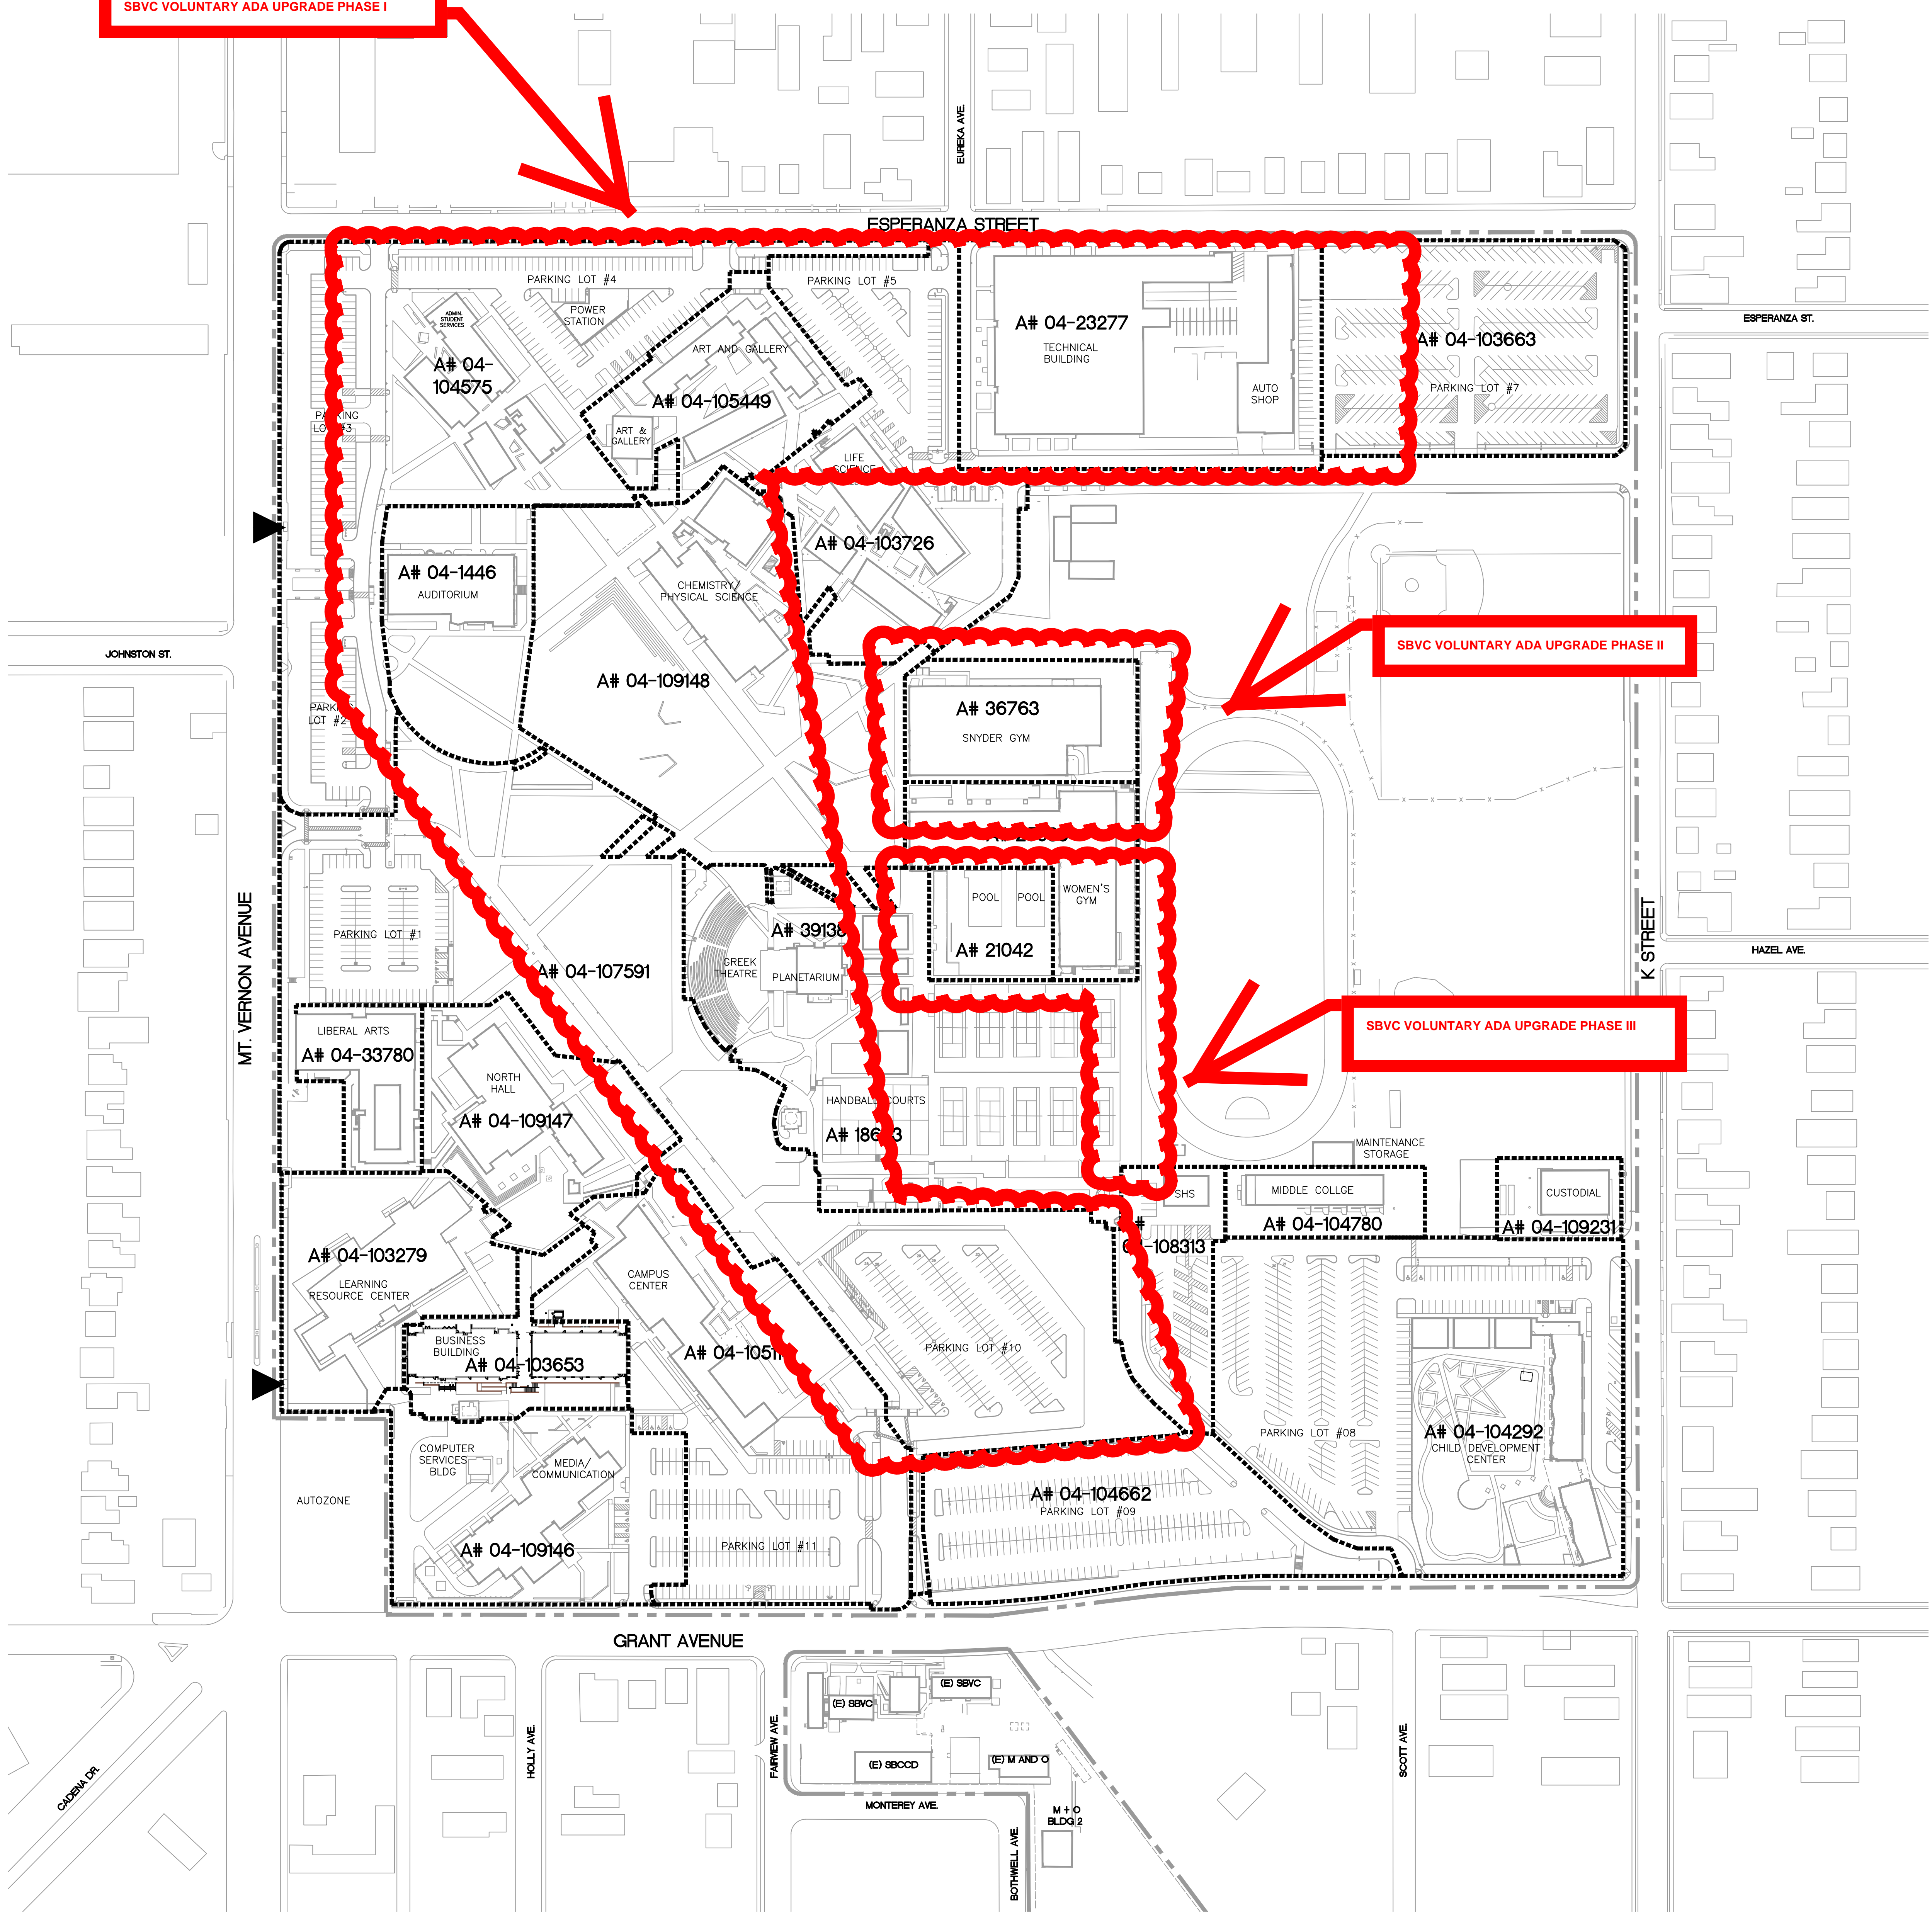 SBVC VOLUNTARY ADA UPGRADE PHASE I
EUREKA AVE.
ESPERANZA STREET
PARKING LOT #4
PARKING LOT #5
POWER
STATION
ADMIN.
STUDENT
SERVICES
A# 04-
104575
ART AND GALLERY
A# 04-105449
ART &
GALLERY
A# 04-23277
TECHNICAL
BUILDING
AUTO
SHOP
A# 04-103663
PARKING LOT #7
ESPERANZA ST.
PARKING
LOT #3
LIFE
SCIENCE
A# 04-103726
A# 04-1446
AUDITORIUM
CHEMISTRY/
PHYSICAL SCIENCE
A# 04-109148
JOHNSTON ST.
PARKING
LOT #2
SBVC VOLUNTARY ADA UPGRADE PHASE II
A# 36763
SNYDER GYM
MT. VERNON AVENUE
PARKING LOT #1
A# 04-107591
GREEK
THEATRE
A# 39138
PLANETARIUM
POOL
POOL
WOMEN'S
GYM
A# 21042
K STREET
HAZEL AVE.
SBVC VOLUNTARY ADA UPGRADE PHASE III
LIBERAL ARTS
A# 04-33780
NORTH
HALL
A# 04-109147
HANDBALL COURTS
MAINTENANCE
STORAGE
SHS
MIDDLE COLLGE
A# 04-104780
CUSTODIAL
A# 04-109231
04-108313
A# 04-103279
LEARNING
RESOURCE CENTER
CAMPUS
CENTER
BUSINESS
BUILDING
A# 04-103653
PARKING LOT #10
PARKING LOT #08
A# 04-104292
CHILD DEVELOPMENT
CENTER
COMPUTER
SERVICES
BLDG
MEDIA/
COMMUNICATION
AUTOZONE
A# 04-109146
PARKING LOT #11
A# 04-104662
PARKING LOT #09
GRANT AVENUE
(E) SBVC
(E) SBVC
(E) SBCCD
(E) M AND O
MONTEREY AVE.
M + O
BLDG 2
CADENA DR.
HOLLY AVE.
FAIRVIEW AVE.
BOTHWELL AVE.
SCOTT AVE.